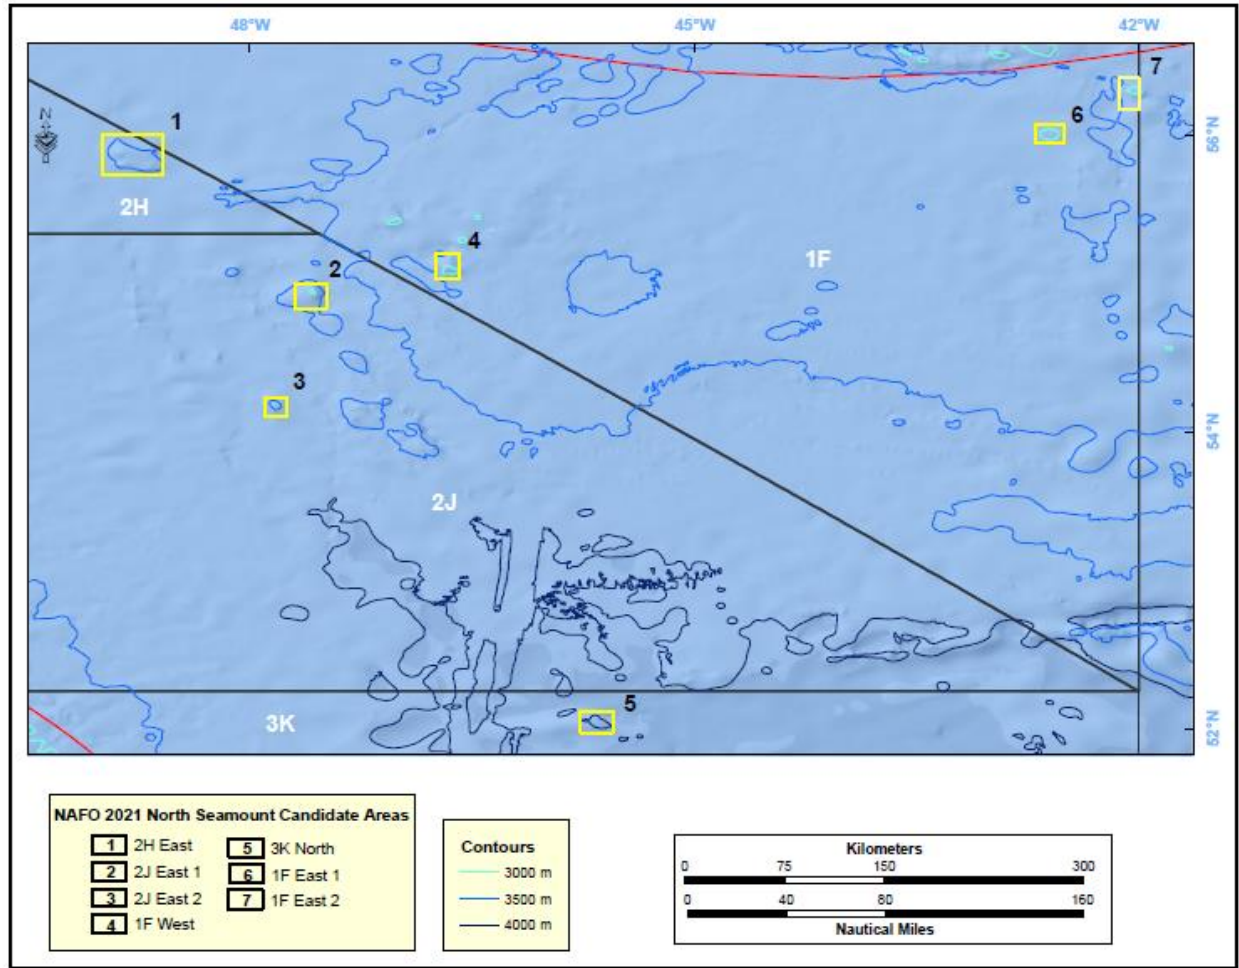 48°W 45°W 42°W
7
6
1
56°N
2H
4
1F
2
3
54°N
2J
5
3K
52°N
N
NAFO 2021 North Seamount Candidate Areas
1 2H East
2 2J East 1
3 2J East 2
4 1F West
5 3K North
6 1F East 1
7 1F East 2
Contours
3000 m
3500 m
4000 m
Kilometers
0 75 150 300
0 40 80 160
Nautical Miles